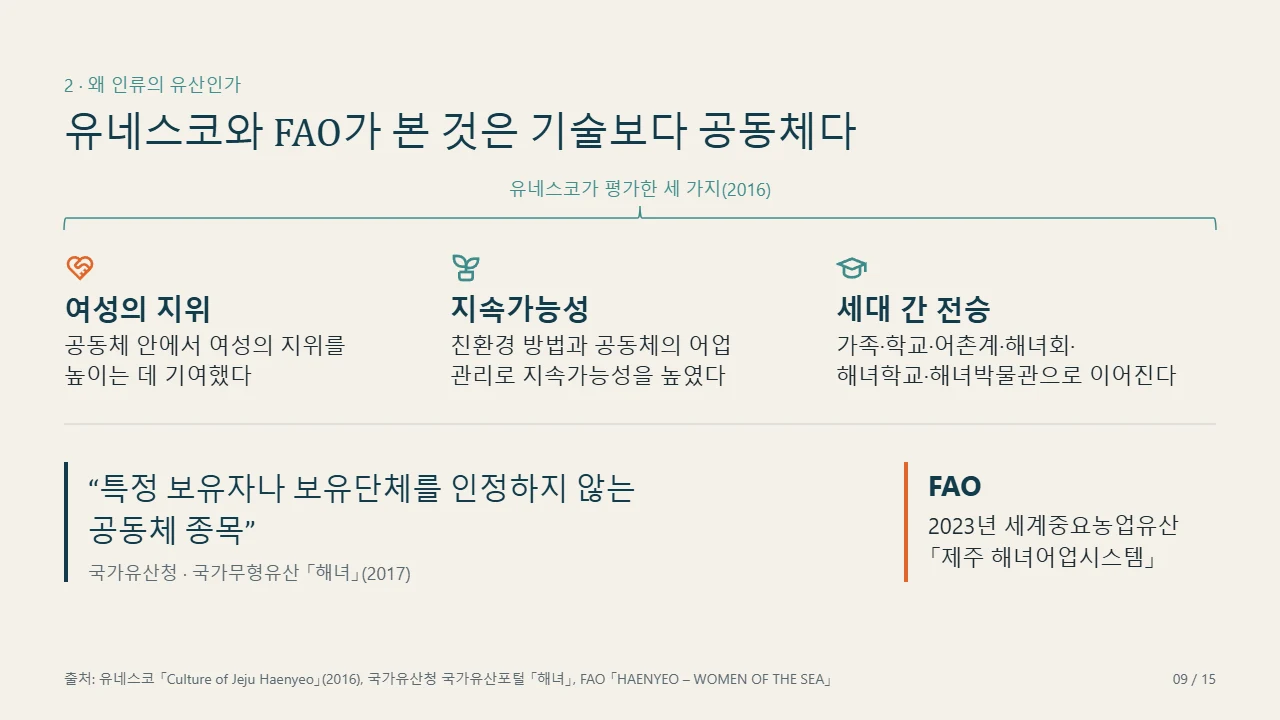 2 · 왜 인류의 유산인가
유네스코와 FAO가 본 것은 기술보다 공동체다
유네스코가 평가한 세 가지(2016)
여성의 지위
공동체 안에서 여성의 지위를
높이는 데 기여했다
지속가능성
친환경 방법과 공동체의 어업
관리로 지속가능성을 높였다
세대 간 전승
가족·학교·어촌계·해녀회·
해녀학교·해녀박물관으로 이어진다
“특정 보유자나 보유단체를 인정하지 않는
공동체 종목”
국가유산청 · 국가무형유산 「해녀」(2017)
FAO
2023년 세계중요농업유산
「제주 해녀어업시스템」
출처: 유네스코 「Culture of Jeju Haenyeo」(2016), 국가유산청 국가유산포털 「해녀」, FAO 「HAENYEO – WOMEN OF THE SEA」
09 / 15